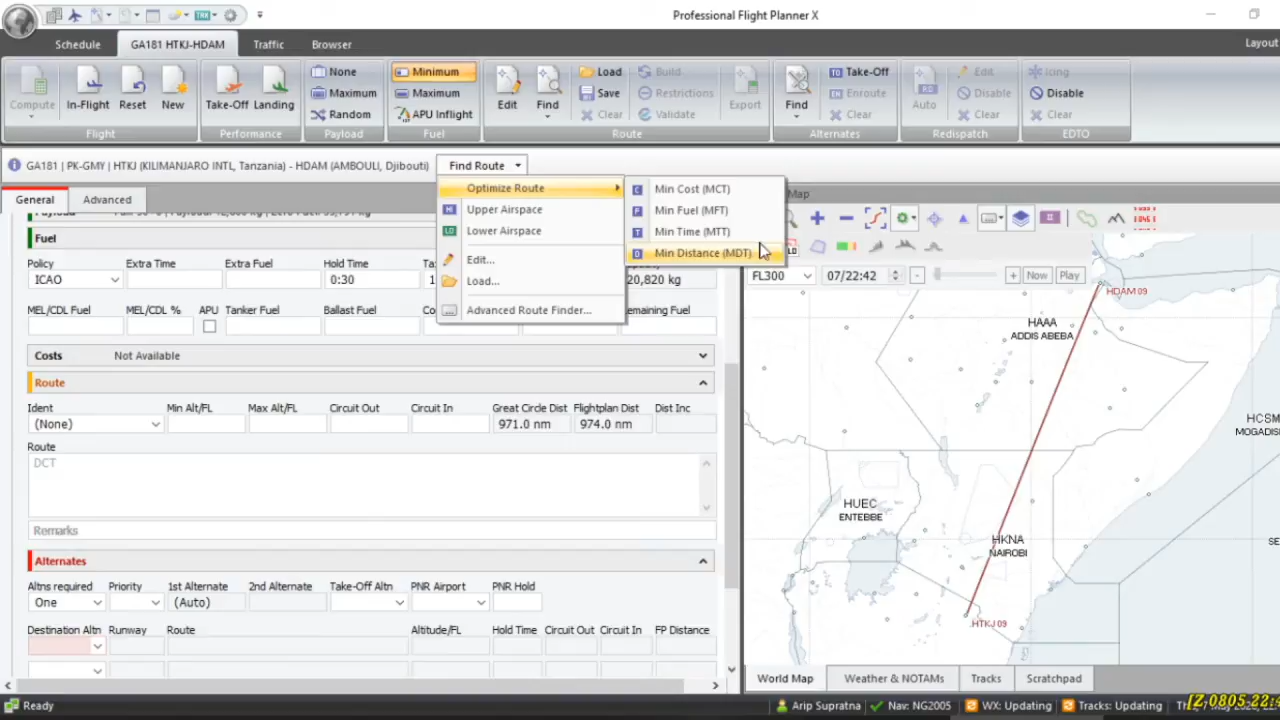 Professional Flight Planner X
Schedule
GA181 HTKJ-HDAM
Traffic
Browser
Layout
Compute
In-Flight
Reset
New
Take-Off
Landing
None
Maximum
Random
Minimum
Maximum
APU Inflight
Edit
Find
Load
Save
Clear
Build
Restrictions
Validate
Export
Find
Take-Off
Enroute
Clear
Auto
Edit
Disable
Clear
Icing
Disable
Clear
Flight
Performance
Payload
Fuel
Route
Alternates
Redispatch
EDTO
GA181 | PK-GMY | HTKJ (KILIMANJARO INTL, Tanzania) - HDAM (AMBOULI, Djibouti)
Find Route
General
Advanced
Optimize Route
Upper Airspace
Lower Airspace
Edit...
Load...
Advanced Route Finder...
Min Cost (MCT)
Min Fuel (MFT)
Min Time (MTT)
Min Distance (MDT)
Fuel
Policy
Extra Time
Extra Fuel
Hold Time
ICAO
0:30
20,820 kg
MEL/CDL Fuel
MEL/CDL %
APU
Tanker Fuel
Ballast Fuel
Costs
Not Available
Route
Ident
Min Alt/FL
Max Alt/FL
Circuit Out
Circuit In
Great Circle Dist
Flightplan Dist
Dist Inc
(None)
971.0 nm
974.0 nm
Route
DCT
Remarks
Alternates
Altns required
Priority
1st Alternate
2nd Alternate
Take-Off Altn
PNR Airport
PNR Hold
One
(Auto)
Destination Altn
Runway
Route
Altitude/FL
Hold Time
Circuit Out
Circuit In
FP Distance
Map
FL300
07/22:42
-
+
Now
Play
HDAM 09
HAAA
ADDIS ABEBA
HCSM
MOGADIS
HUEC
ENTEBBE
HKNA
NAIROBI
HTKJ 09
World Map
Weather & NOTAMs
Tracks
Scratchpad
Ready
Arip Supratna
Nav: NG2005
WX: Updating
Tracks: Updating
[Z,0805,22:4